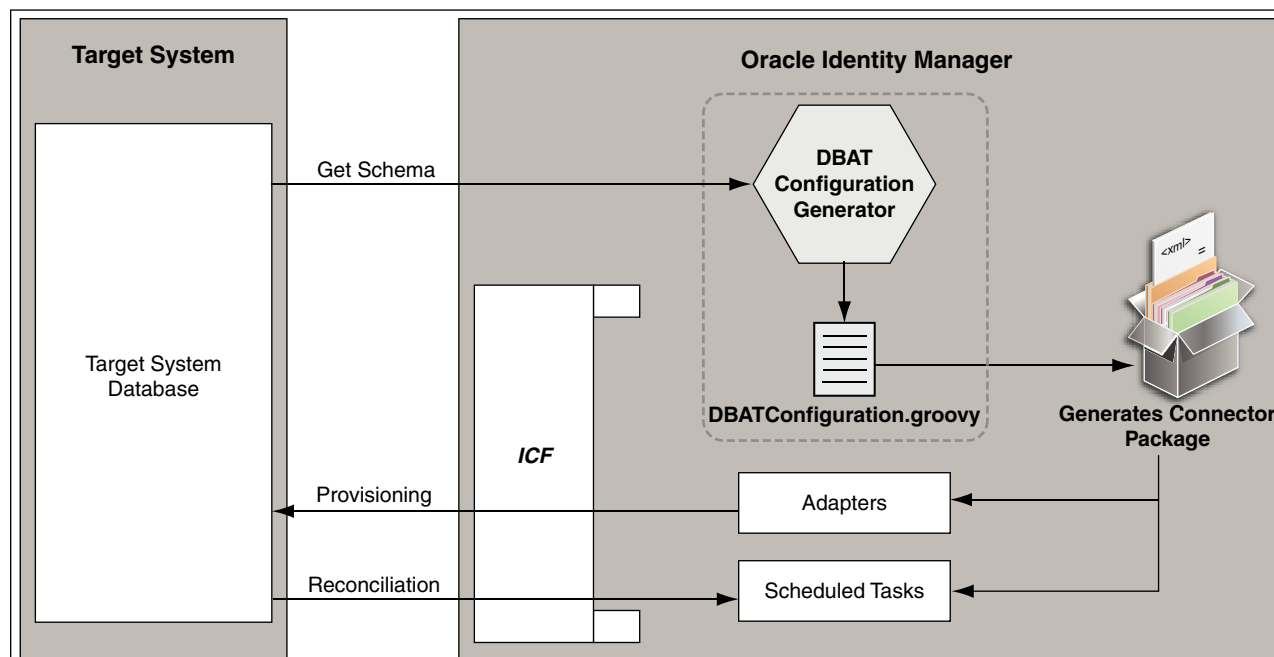 Target System
Oracle Identity Manager
Get Schema
DBAT
Configuration
Generator
<xml>
=
Target System
Database
DBATConfiguration.groovy
Generates Connector
Package
ICF
Provisioning
Adapters
Reconciliation
Scheduled Tasks